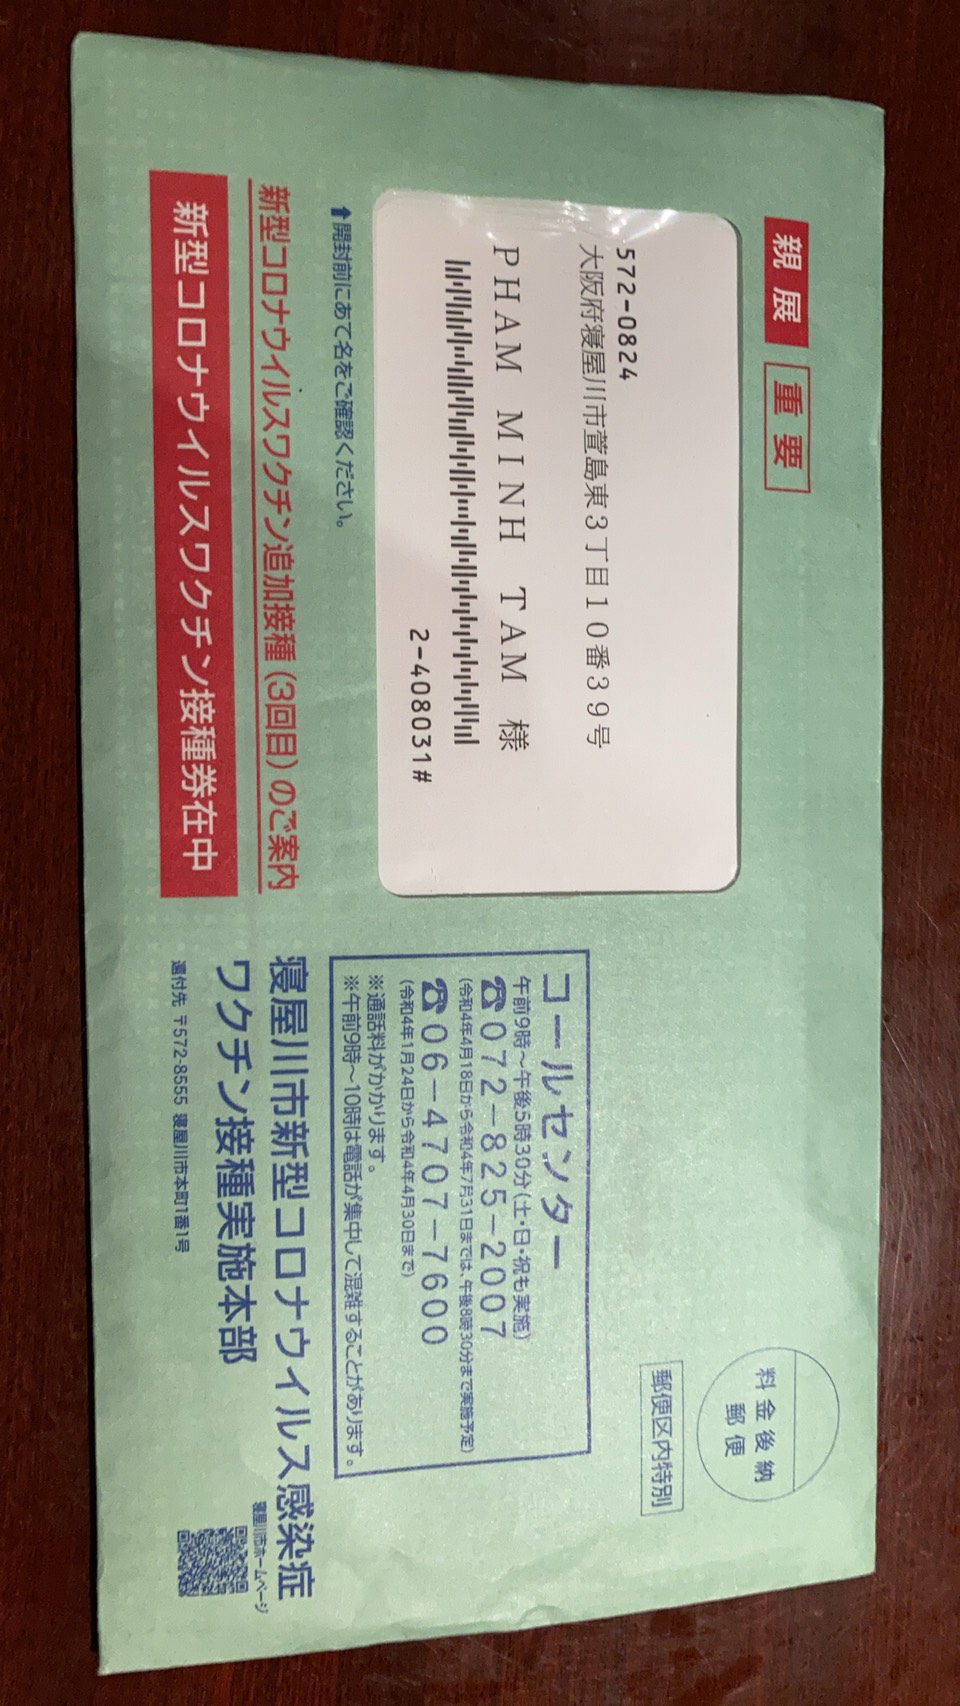 親展 重要
料金後納
郵便
郵便区内特別
572-0824
大阪府寝屋川市萱島東3丁目10番39号
PHAM MINH TAM 様
2-408031#
⬆開封前にあて名をご確認ください。
新型コロナウイルスワクチン追加接種(3回目)のご案内
新型コロナウイルスワクチン接種券在中
コールセンター
午前9時~午後5時30分(土・日・祝も実施)
☎072-825-2007
(令和4年4月18日から令和4年7月31日までは、午後8時30分まで実施予定)
☎06-4707-7600
(令和4年1月24日から令和4年4月30日まで)
※通話料がかかります。
※午前9時~10時は電話が集中して混雑することがあります。
寝屋川市新型コロナウイルス感染症
ワクチン接種実施本部
還付先 〒572-8555 寝屋川市本町1番1号
寝屋川市ホームページ